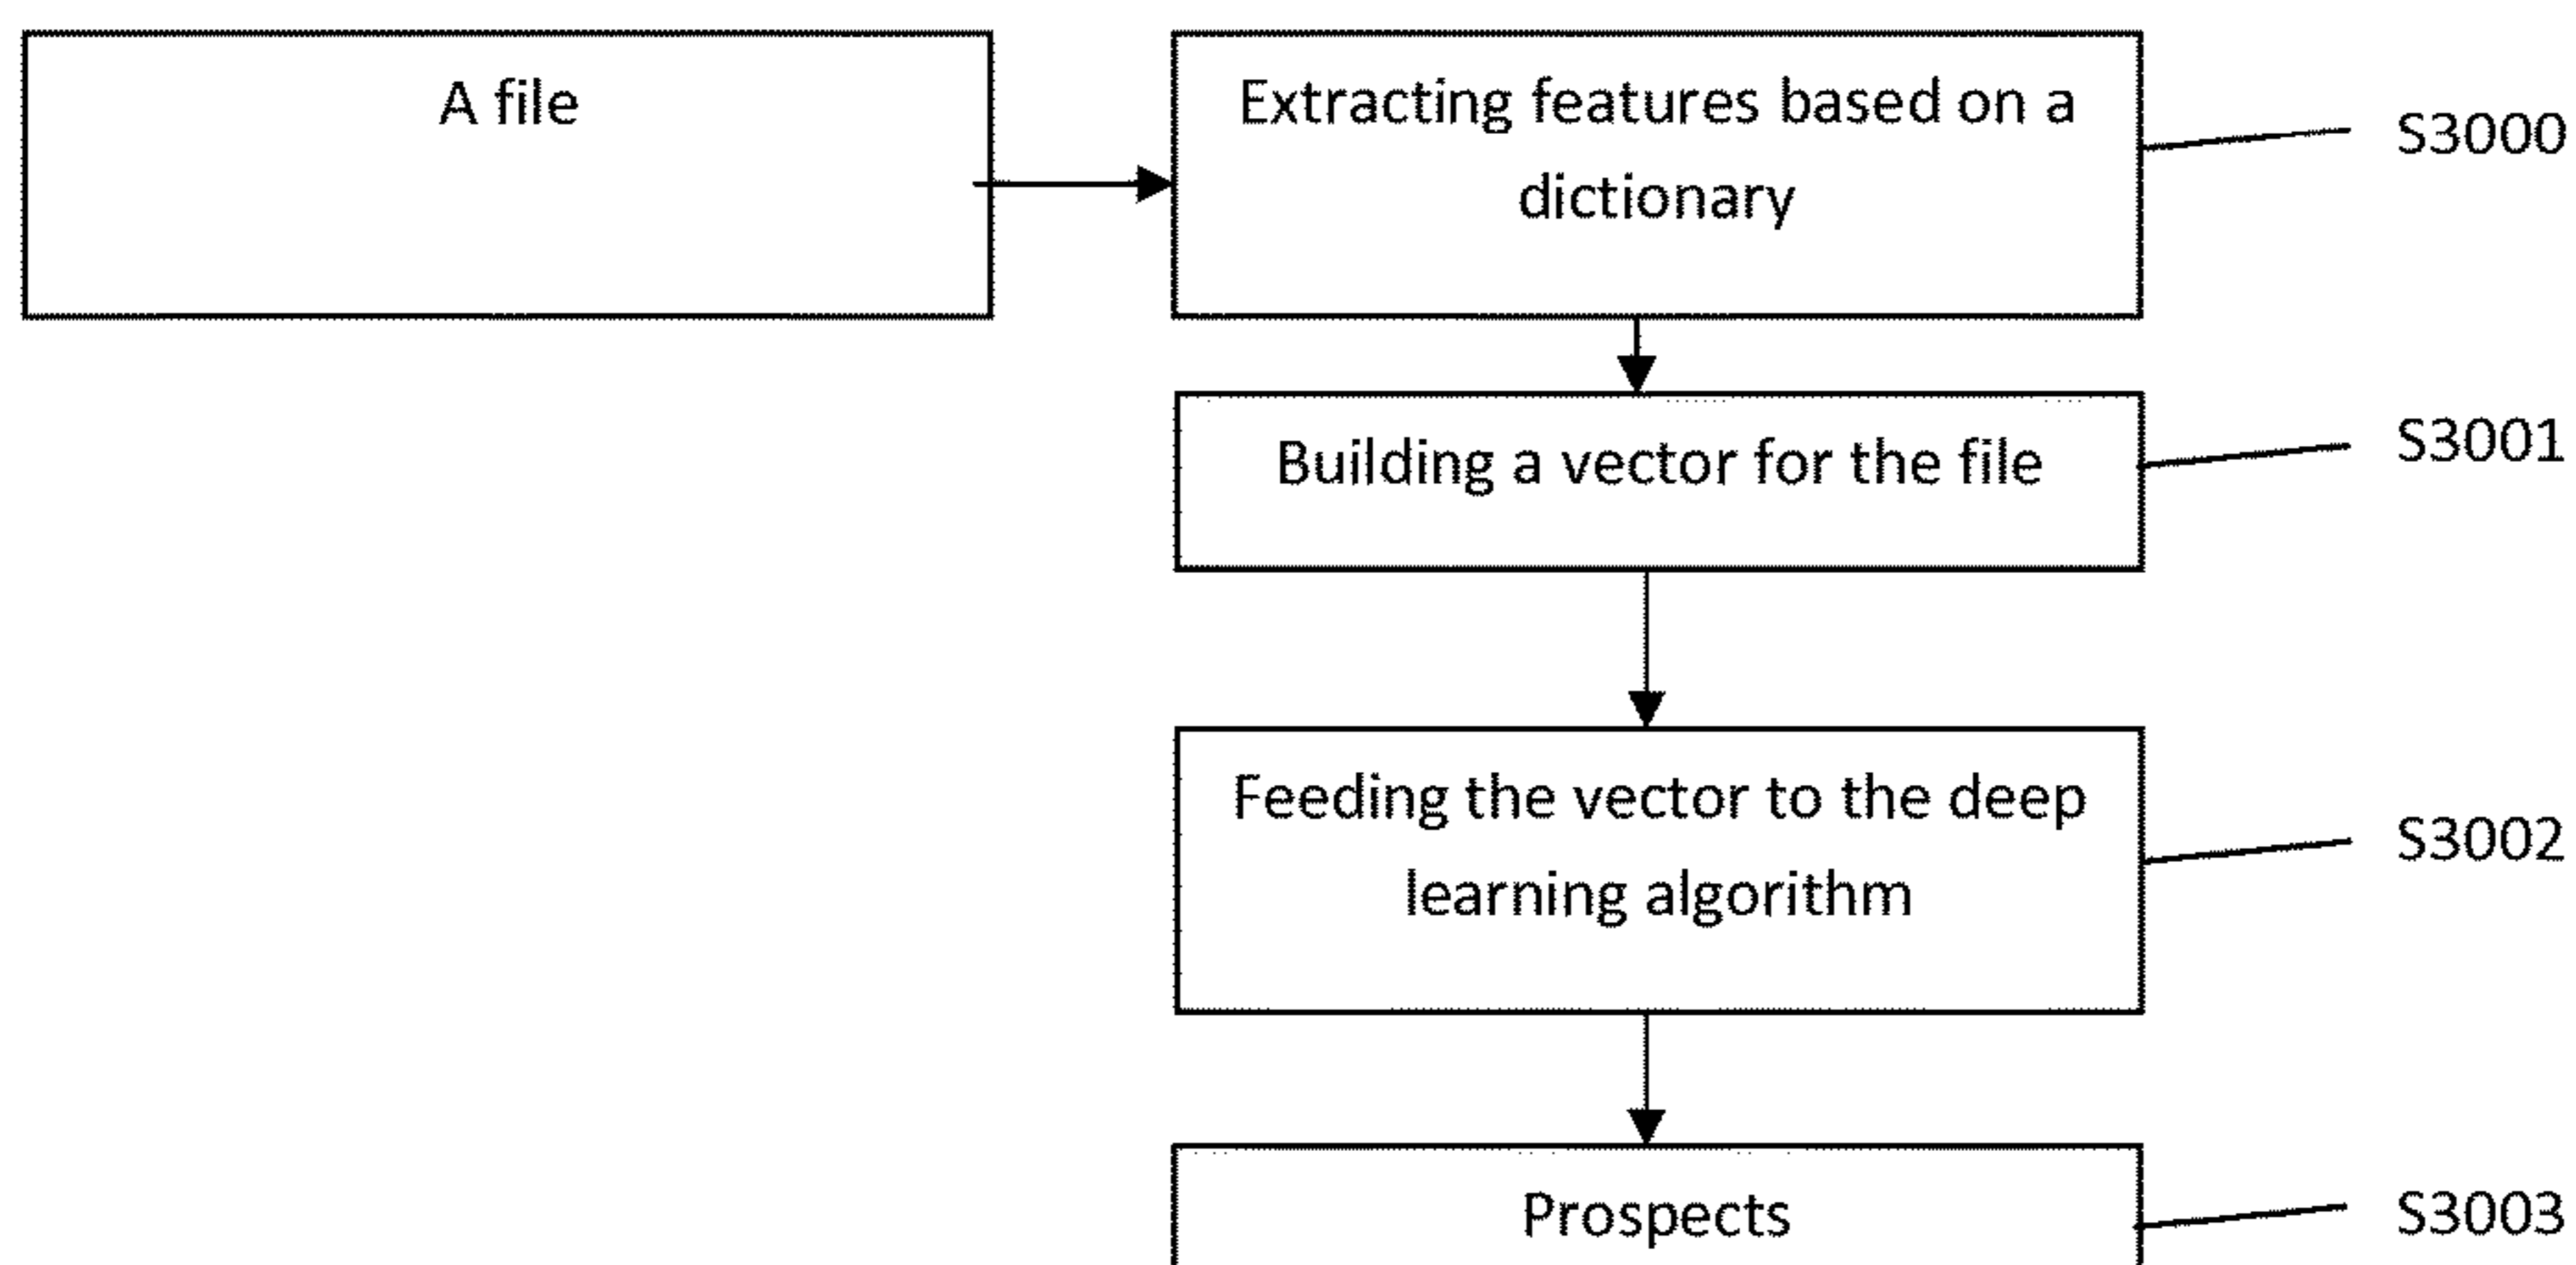 A file
Extracting features based on a
dictionary
S3000
Building a vector for the file
S3001
Feeding the vector to the deep
learning algorithm
S3002
Prospects
S3003